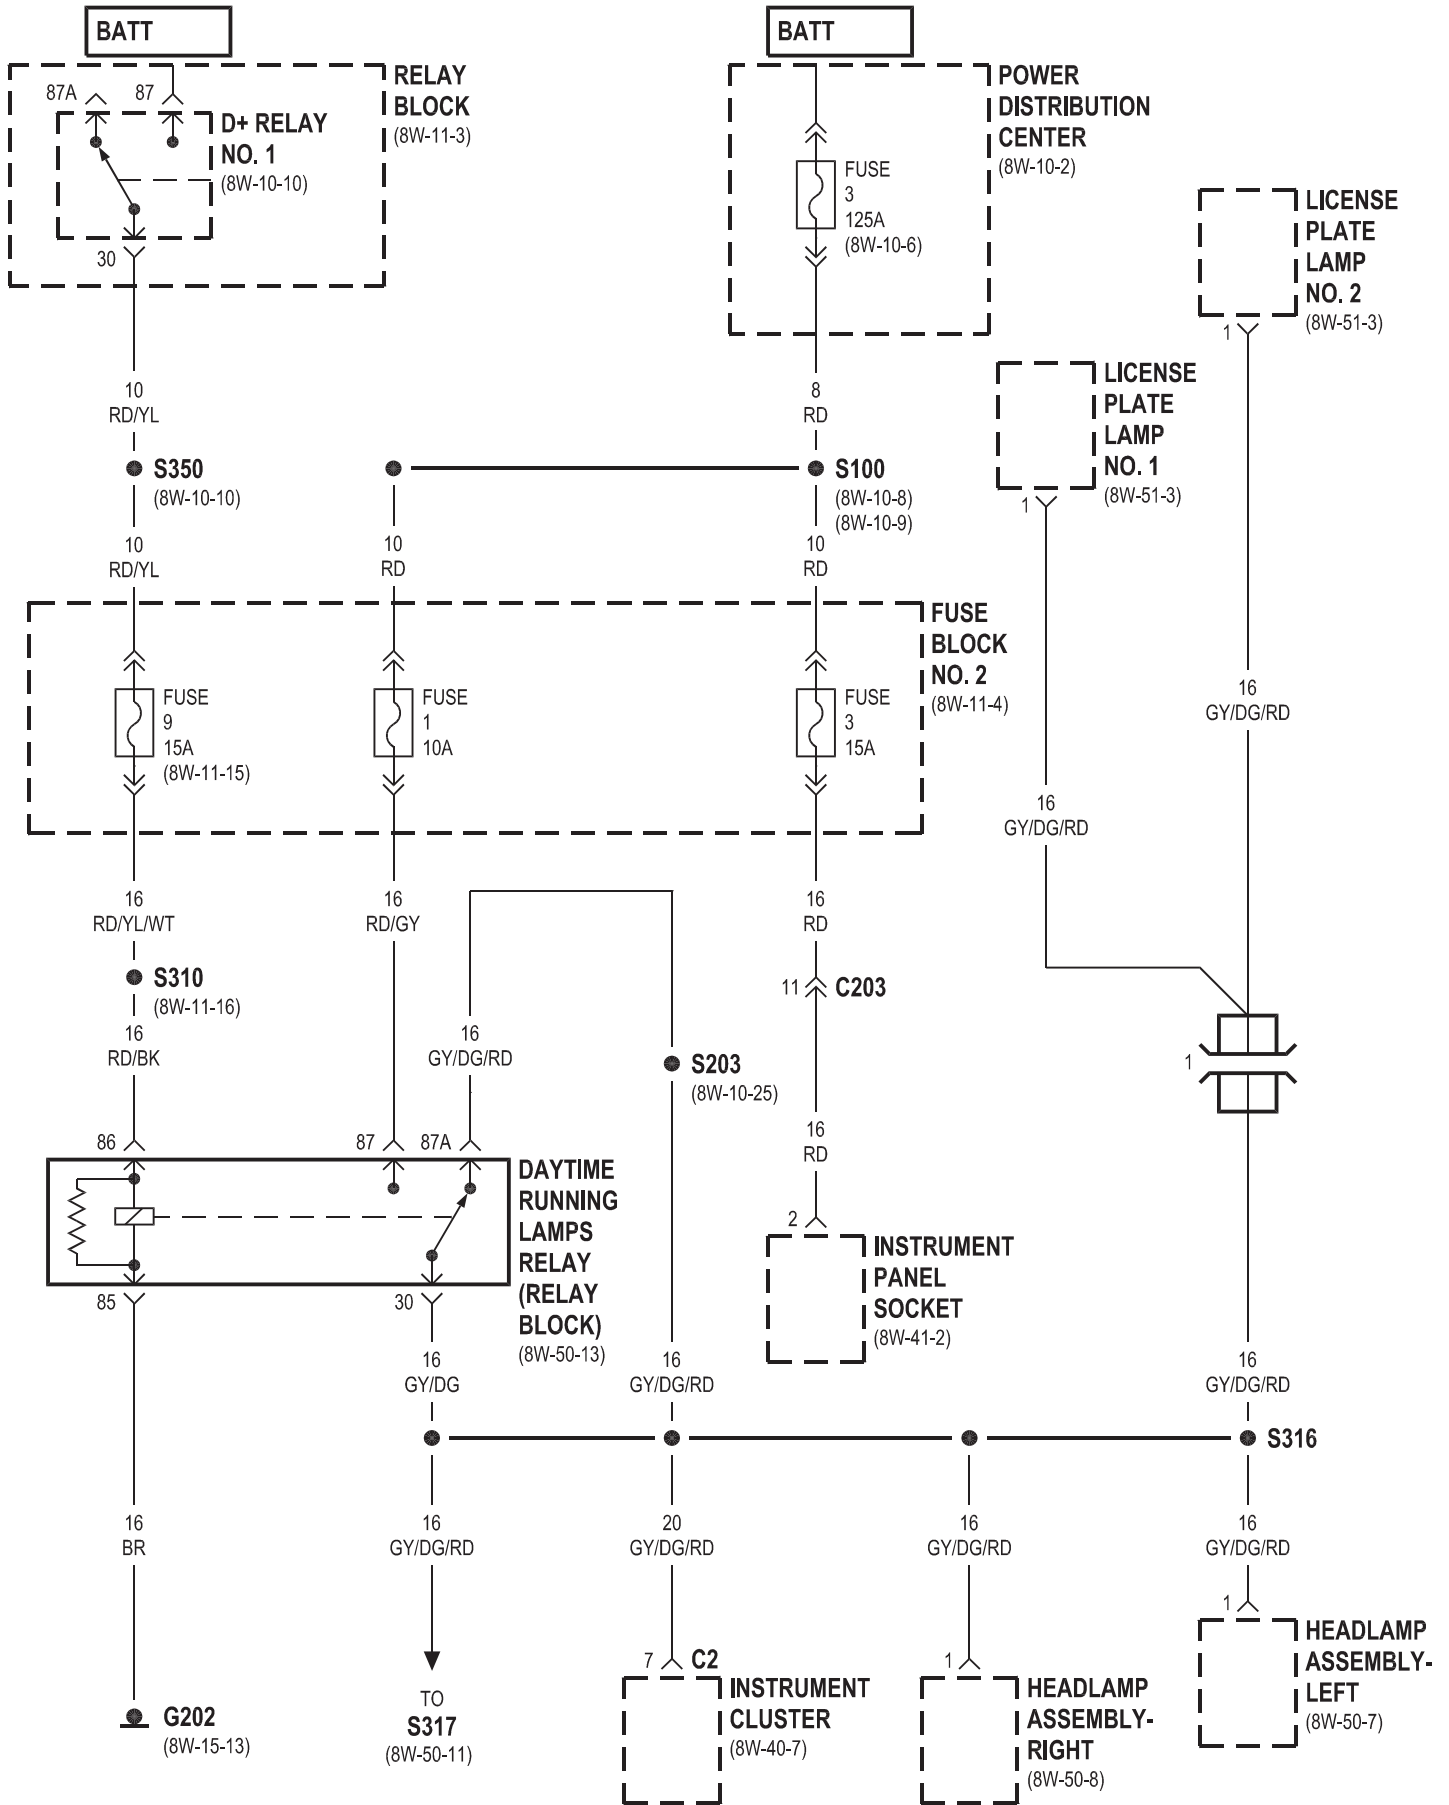 BATT
BATT
87A
87
D+ RELAY
NO. 1
(8W-10-10)
30
RELAY
BLOCK
(8W-11-3)
FUSE
3
125A
(8W-10-6)
POWER
DISTRIBUTION
CENTER
(8W-10-2)
LICENSE
PLATE
LAMP
NO. 2
(8W-51-3)
1
LICENSE
PLATE
LAMP
NO. 1
(8W-51-3)
1
10
RD/YL
8
RD
S350
(8W-10-10)
S100
(8W-10-8)
(8W-10-9)
10
RD/YL
10
RD
10
RD
FUSE
9
15A
(8W-11-15)
FUSE
1
10A
FUSE
3
15A
FUSE
BLOCK
NO. 2
(8W-11-4)
16
GY/DG/RD
16
GY/DG/RD
16
RD/YL/WT
16
RD/GY
16
RD
S310
(8W-11-16)
11
C203
16
RD/BK
16
GY/DG/RD
S203
(8W-10-25)
1
86
87
87A
16
RD
DAYTIME
RUNNING
LAMPS
RELAY
(RELAY
BLOCK)
(8W-50-13)
2
INSTRUMENT
PANEL
SOCKET
(8W-41-2)
85
30
16
GY/DG
16
GY/DG/RD
16
GY/DG/RD
S316
16
BR
16
GY/DG/RD
20
GY/DG/RD
16
GY/DG/RD
16
GY/DG/RD
1
HEADLAMP
ASSEMBLY-
LEFT
(8W-50-7)
7
C2
INSTRUMENT
CLUSTER
(8W-40-7)
1
HEADLAMP
ASSEMBLY-
RIGHT
(8W-50-8)
G202
(8W-15-13)
TO
S317
(8W-50-11)